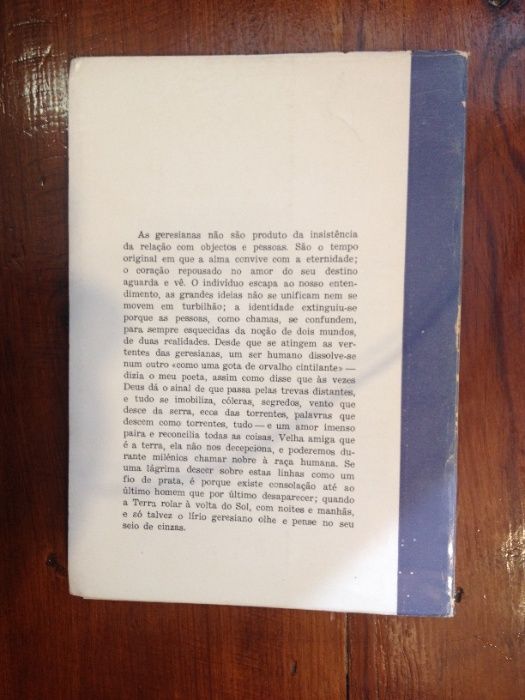 As geresianas não são produto da insistência
da relação com objectos e pessoas. São o tempo
original em que a alma convive com a eternidade;
o coração repousado no amor do seu destino
aguarda e vê. O indivíduo escapa ao nosso enten-
dimento, as grandes ideias não se unificam nem se
movem em turbilhão; a identidade extinguiu-se
porque as pessoas, como chamas, se confundem,
para sempre esquecidas da noção de dois mundos,
de duas realidades. Desde que se atingem as ver-
tentes das geresianas, um ser humano dissolve-se
num outro «como uma gota de orvalho cintilante» —
dizia o meu poeta, assim como disse que às vezes
Deus dá o sinal de que passa pelas trevas distantes,
e tudo se imobiliza, cóleras, segredos, vento que
desce da serra, ecos das torrentes, palavras que
descem como torrentes, tudo — e um amor imenso
paira e reconcilia todas as coisas. Velha amiga que
é a terra, ela não nos decepciona, e poderemos du-
rante milénios chamar nobre à raça humana. Se
uma lágrima descer sobre estas linhas como um
fio de prata, é porque existe consolação até ao
último homem que por último desaparecer; quando
a Terra rolar à volta do Sol, com noites e manhãs,
e só talvez o lírio geresiano olhe e pense no seu
seio de cinzas.